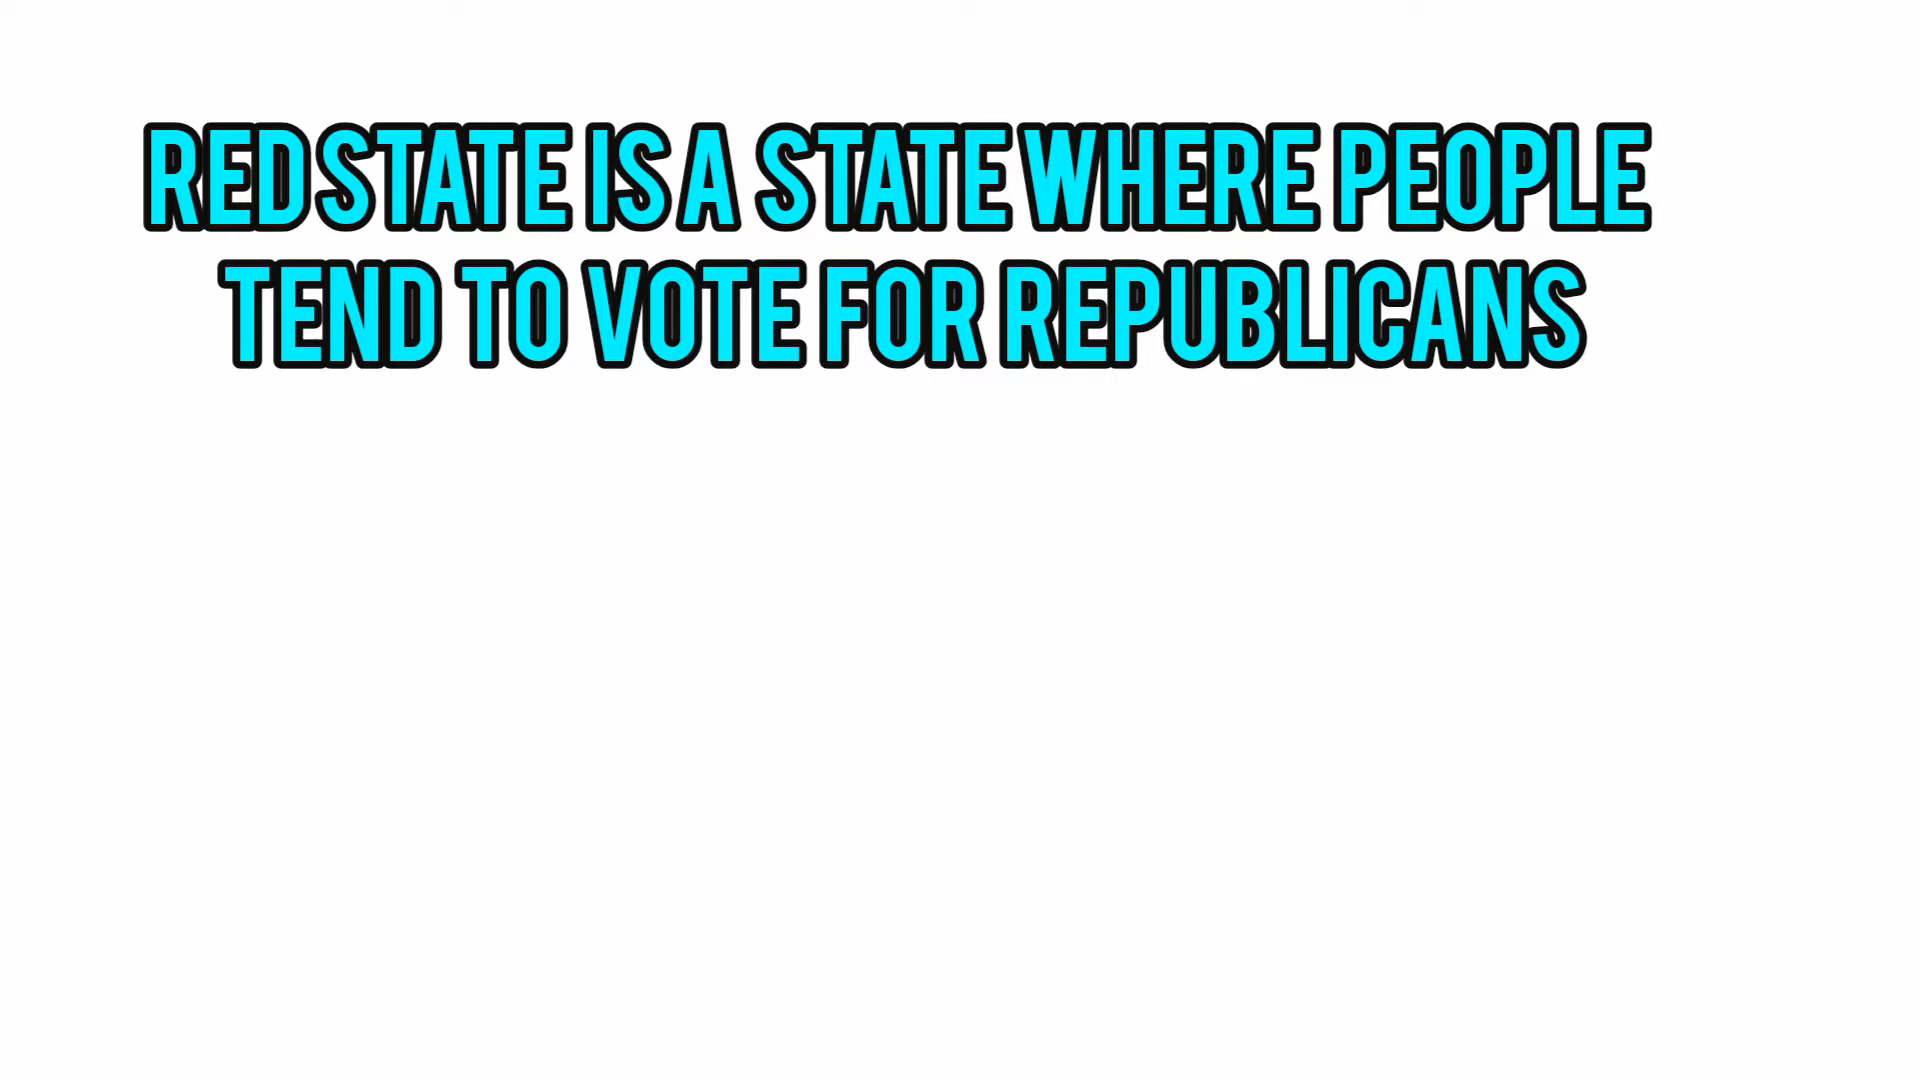 RED STATE IS A STATE WHERE PEOPLE
TEND TO VOTE FOR REPUBLICANS